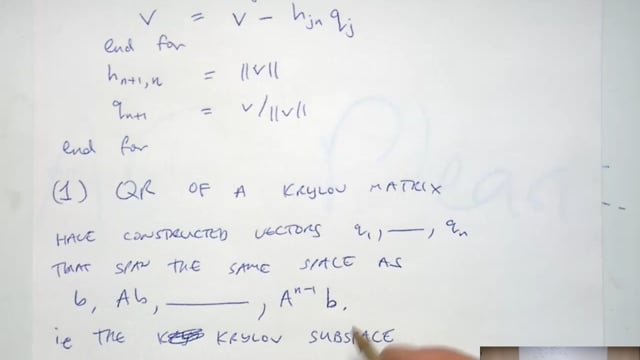 v = v - h_{jn} q_j
end for
h_{n+1,n} = ||v||
q_{n+1} = v/||v||
end for
(1) QR OF A KRYLOV MATRIX
HAVE CONSTRUCTED VECTORS q_1, —, q_n
THAT SPAN THE SAME SPACE AS
b, Ab, ———, A^{n-1} b.
ie THE KRYLOV SUBSPACE